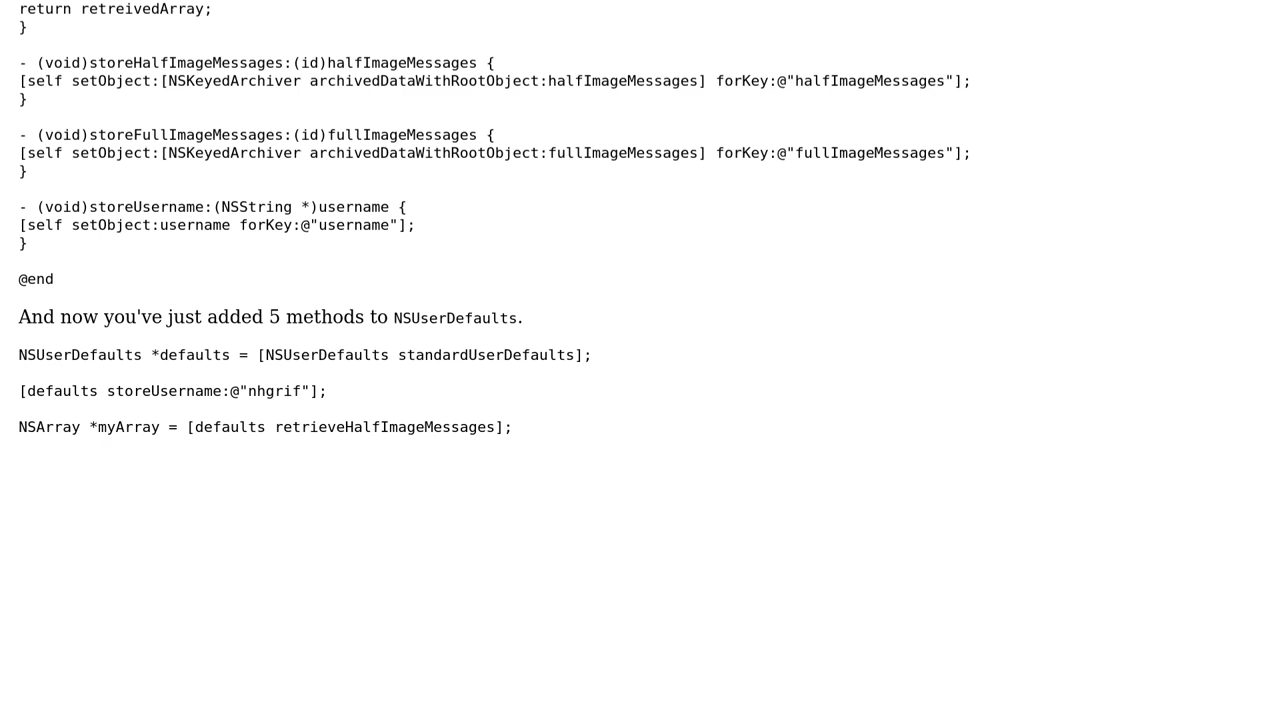 return retreivedArray;
}
- (void)storeHalfImageMessages:(id)halfImageMessages {
[self setObject:[NSKeyedArchiver archivedDataWithRootObject:halfImageMessages] forKey:@"halfImageMessages"];
}
- (void)storeFullImageMessages:(id)fullImageMessages {
[self setObject:[NSKeyedArchiver archivedDataWithRootObject:fullImageMessages] forKey:@"fullImageMessages"];
}
- (void)storeUsername:(NSString *)username {
[self setObject:username forKey:@"username"];
}
@end
And now you've just added 5 methods to NSUserDefaults.
NSUserDefaults *defaults = [NSUserDefaults standardUserDefaults];
[defaults storeUsername:@"nhgrif"];
NSArray *myArray = [defaults retrieveHalfImageMessages];